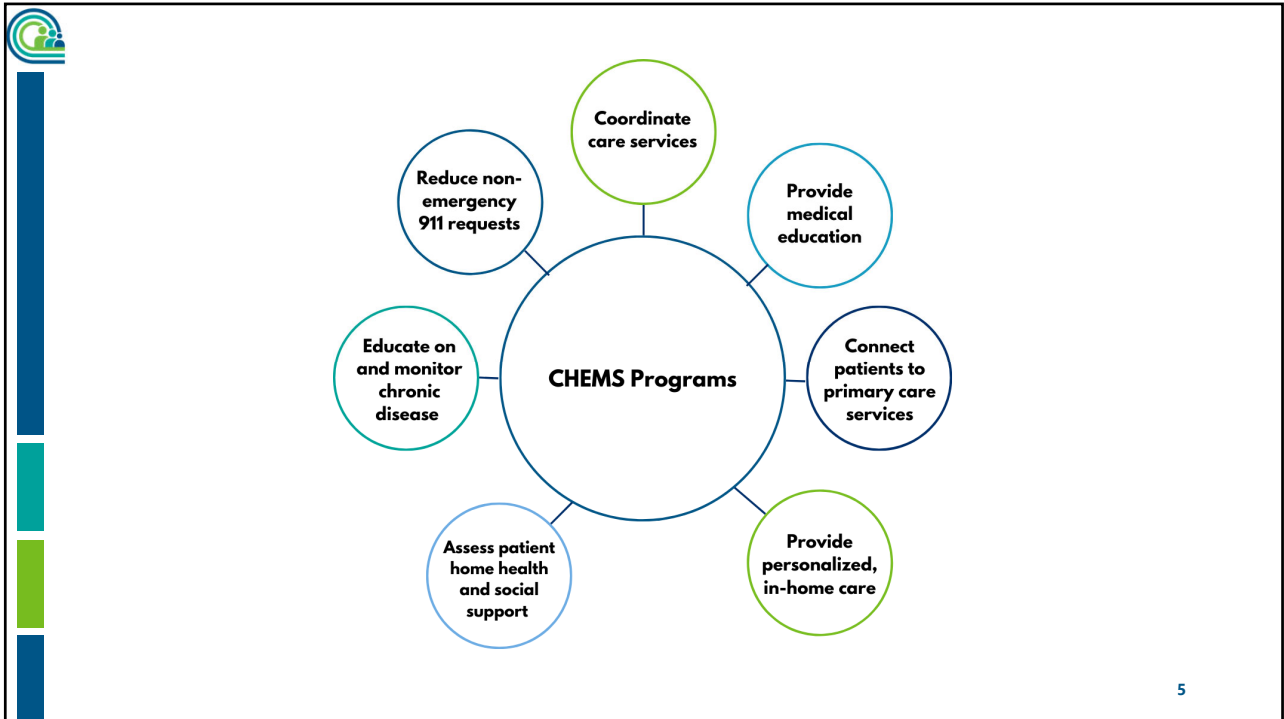 Coordinate
care services
Provide
medical
education
Connect
patients to
primary care
services
Provide
personalized,
in-home care
Assess patient
home health
and social
support
Educate on
and monitor
chronic
disease
Reduce non-
emergency
911 requests
CHEMS Programs
5